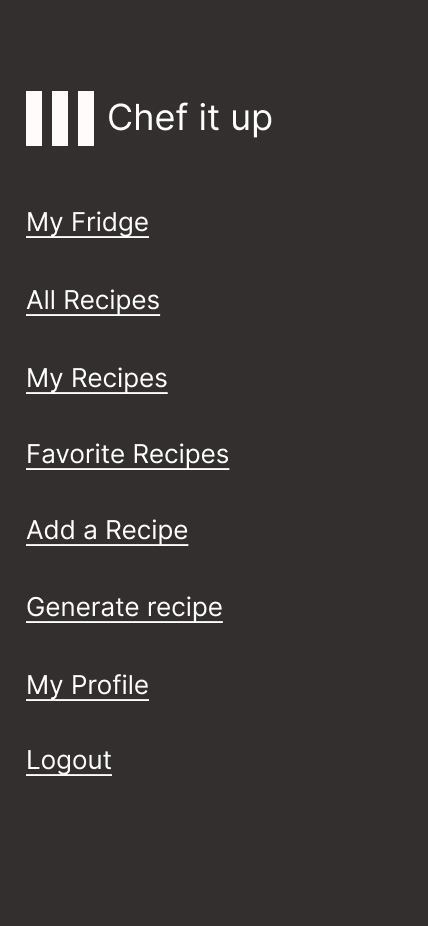 Chef it up
My Fridge
All Recipes
My Recipes
Favorite Recipes
Add a Recipe
Generate recipe
My Profile
Logout